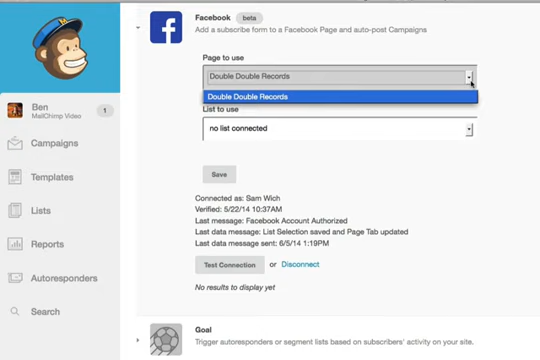 Facebook beta
Add a subscribe form to a Facebook Page and auto-post Campaigns
Page to use
Double Double Records
Double Double Records
List to use
no list connected
Save
Connected as: Sam Wich
Verified: 5/22/14 10:37AM
Last message: Facebook Account Authorized
Last data message: List Selection saved and Page Tab updated
Last data message sent: 6/5/14 1:19PM
Test Connection or Disconnect
No results to display yet
Goal
Trigger autoresponders or segment lists based on subscribers' activity on your site.
Ben
MailChimp Video
1
Campaigns
Templates
Lists
Reports
Autoresponders
Search